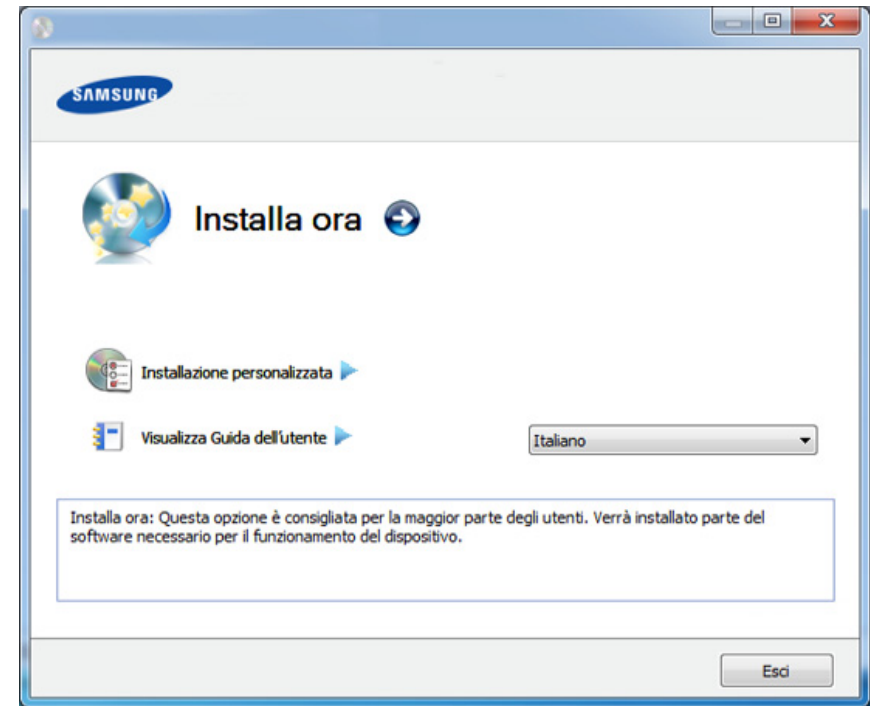 SAMSUNG
Installa ora
Installazione personalizzata
Visualizza Guida dell'utente
Italiano
Installa ora: Questa opzione è consigliata per la maggior parte degli utenti. Verrà installato parte del
software necessario per il funzionamento del dispositivo.
Esci